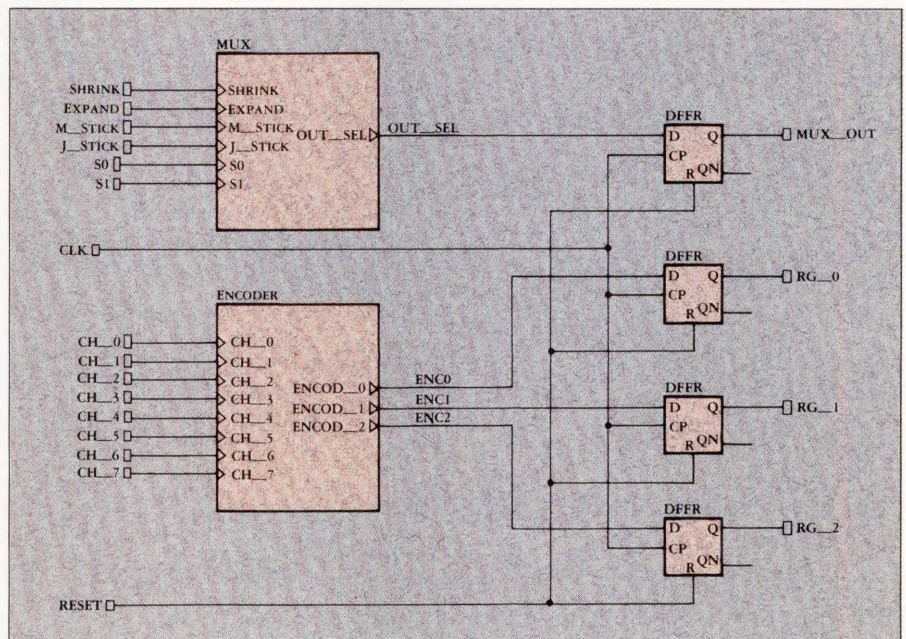 MUX
SHRINK
EXPAND
M__STICK
J__STICK
S0
S1
SHRINK
EXPAND
M__STICK
J__STICK
S0
S1
OUT__SEL
OUT__SEL
DFFR
D Q
CP
R QN
MUX__OUT
CLK
DFFR
D Q
CP
R QN
RG__0
ENCODER
CH__0
CH__1
CH__2
CH__3
CH__4
CH__5
CH__6
CH__7
CH__0
CH__1
CH__2
CH__3
CH__4
CH__5
CH__6
CH__7
ENCOD__0
ENCOD__1
ENCOD__2
ENC0
ENC1
ENC2
DFFR
D Q
CP
R QN
RG__1
DFFR
D Q
CP
R QN
RG__2
RESET